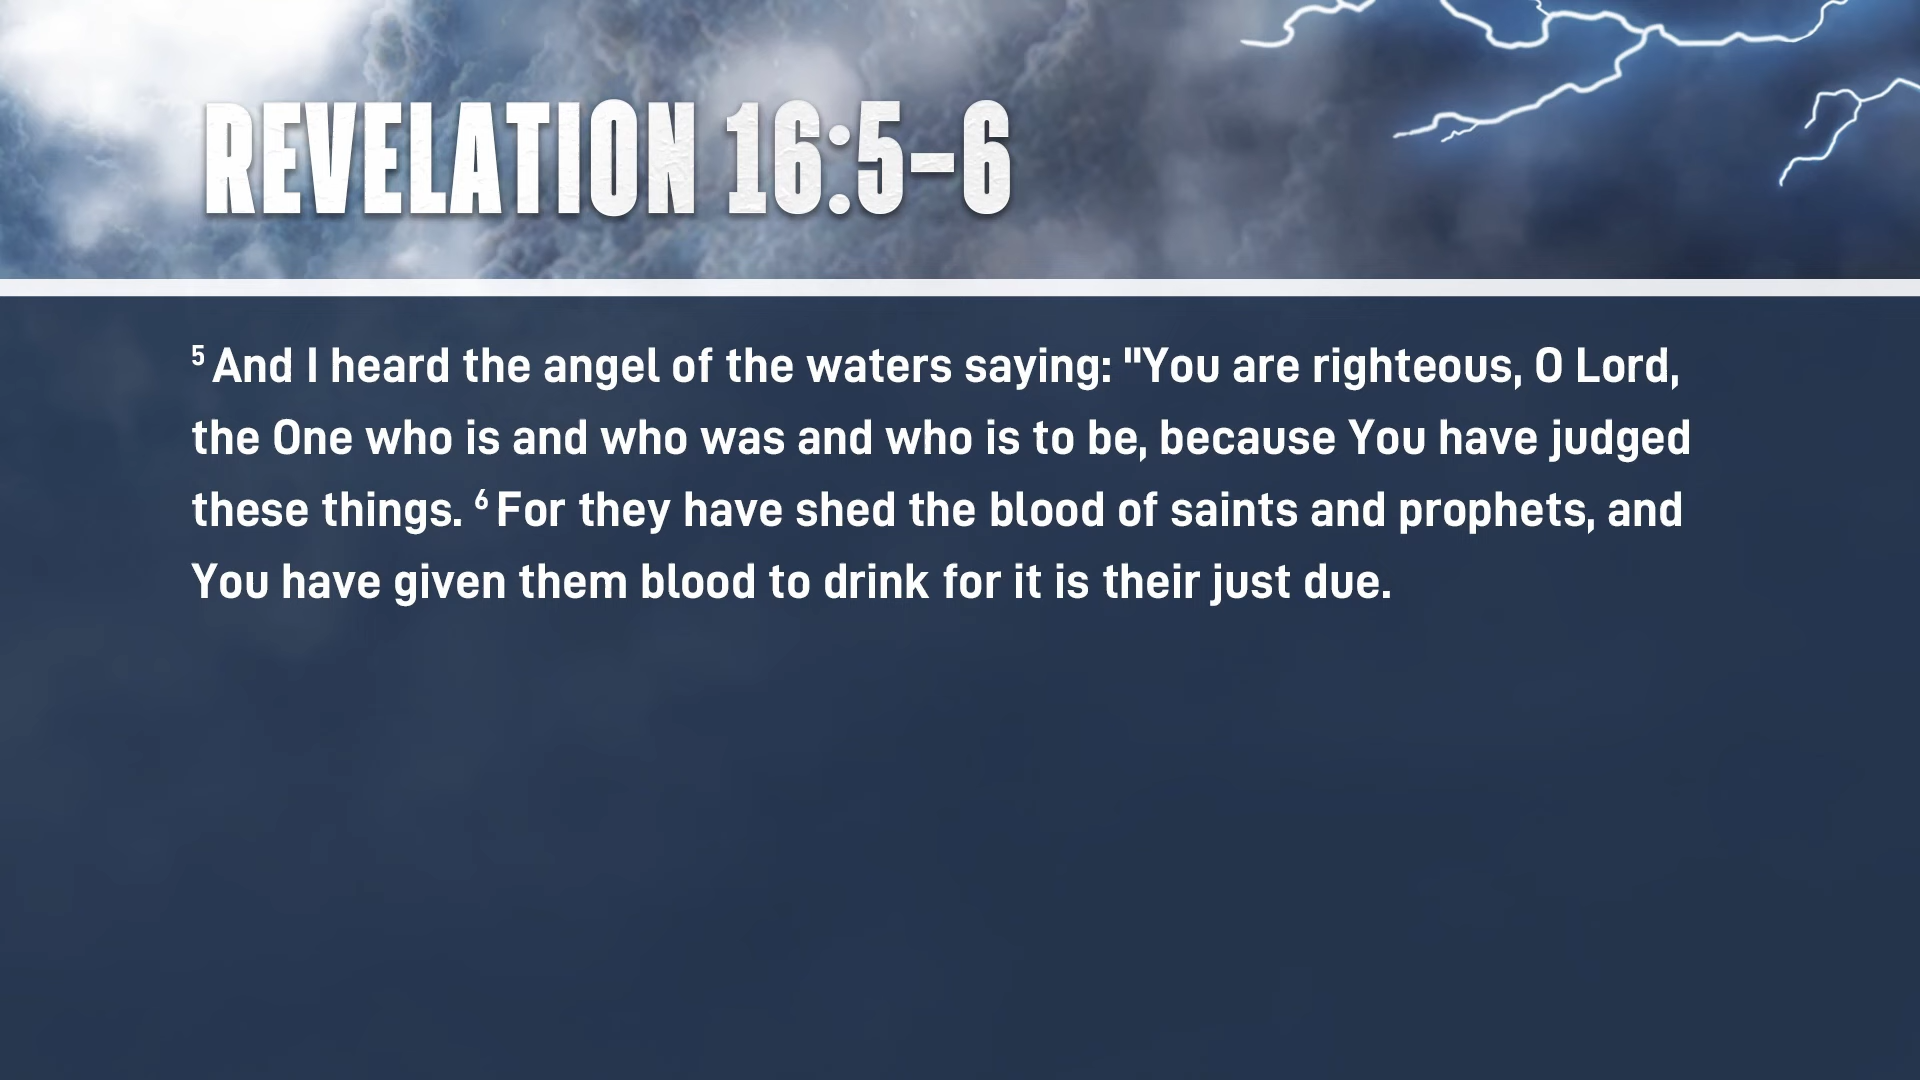 REVELATION 16:5-6
5 And I heard the angel of the waters saying: "You are righteous, O Lord,
the One who is and who was and who is to be, because You have judged
these things. 6 For they have shed the blood of saints and prophets, and
You have given them blood to drink for it is their just due.